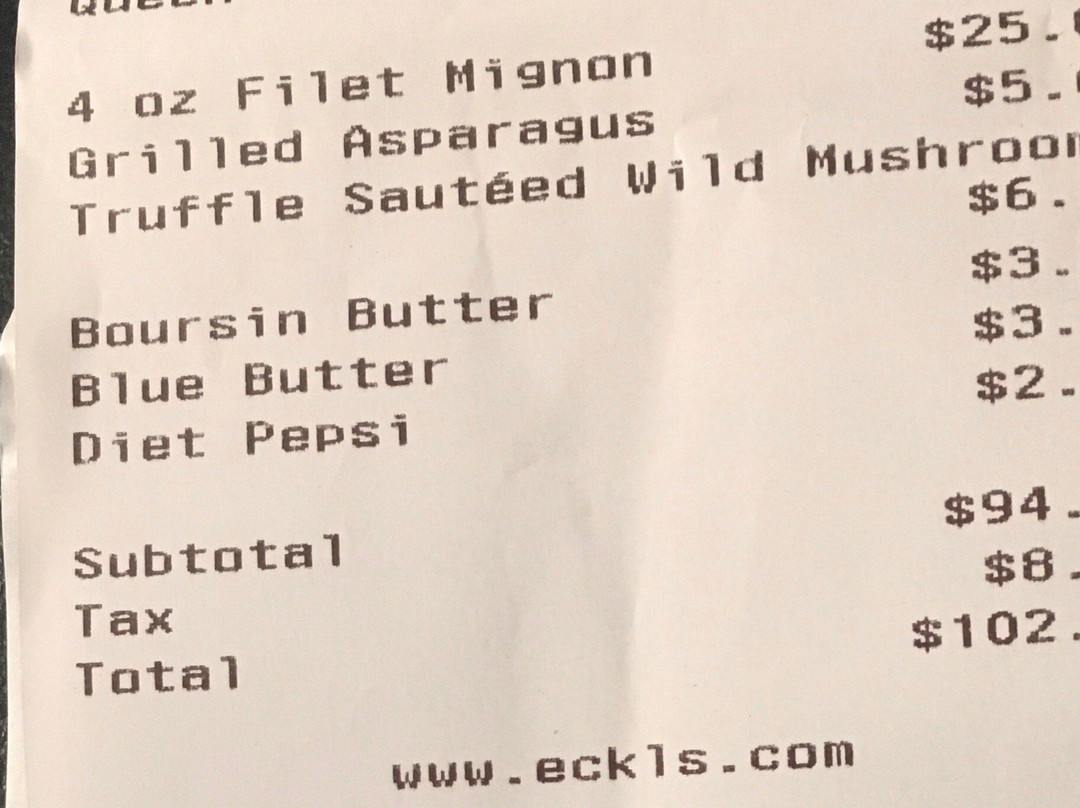 4 oz Filet Mignon $25.
Grilled Asparagus $5.
Truffle Sautéed Wild Mushroom
$6.
Boursin Butter $3.
Blue Butter $3.
Diet Pepsi $2.
Subtotal $94.
Tax $8.
Total $102.
www.eckls.com